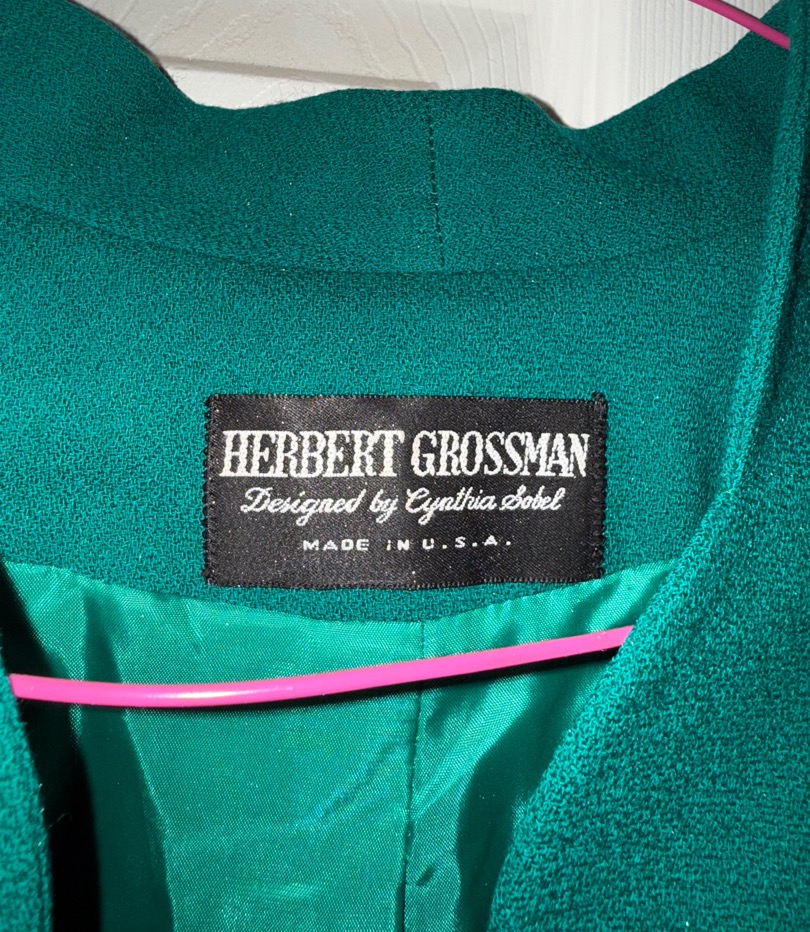 HERBERT GROSSMAN
Designed by Cynthia Sobel
MADE IN U.S.A.